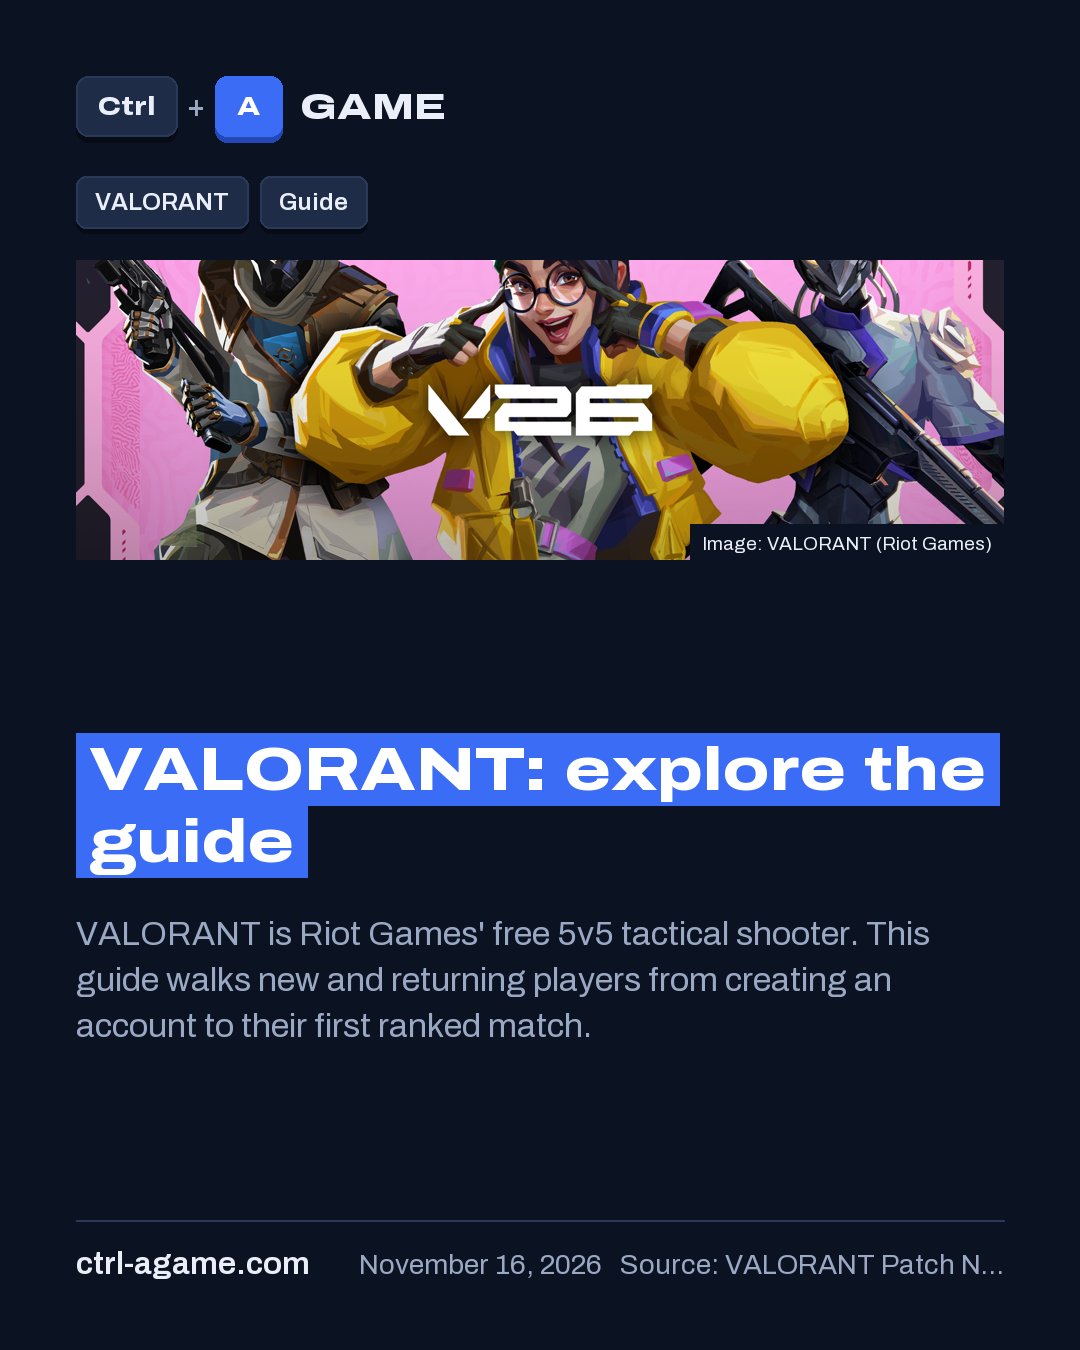 Ctrl + A GAME
VALORANT Guide
V26
Image: VALORANT (Riot Games)
VALORANT: explore the
guide
VALORANT is Riot Games' free 5v5 tactical shooter. This
guide walks new and returning players from creating an
account to their first ranked match.
ctrl-agame.com November 16, 2026 Source: VALORANT Patch N...